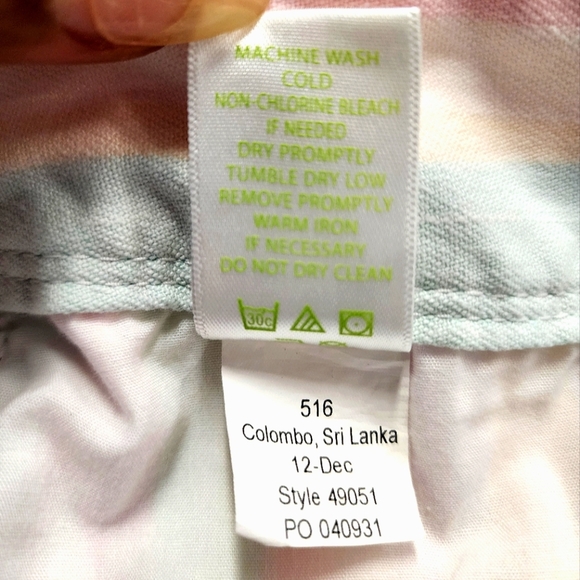 MACHINE WASH
COLD
NON-CHLORINE BLEACH
IF NEEDED
DRY PROMPTLY
TUMBLE DRY LOW
REMOVE PROMPTLY
WARM IRON
IF NECESSARY
DO NOT DRY CLEAN
30c
516
Colombo, Sri Lanka
12-Dec
Style 49051
PO 040931